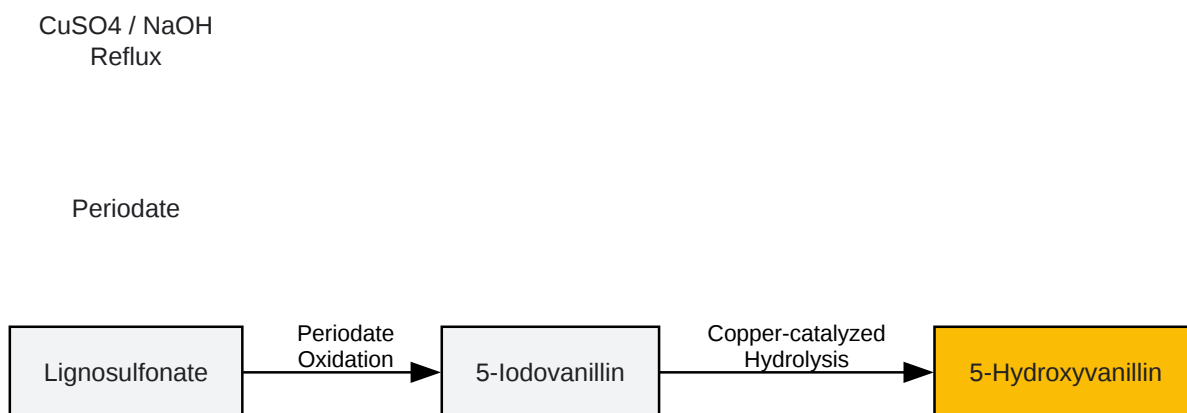 CuSO4 / NaOH
Reflux
Periodate
Lignosulfonate
Periodate
Oxidation
5-Iodovanillin
Copper-catalyzed
Hydrolysis
5-Hydroxyvanillin